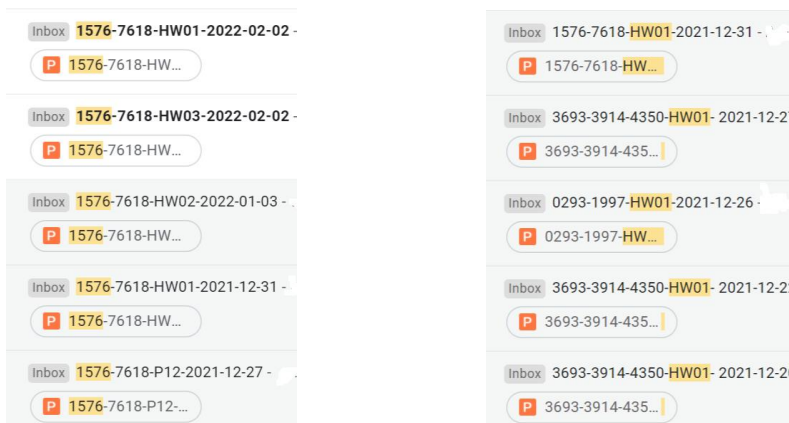 Inbox 1576-7618-HW01-2022-02-02 -
P 1576-7618-HW...
Inbox 1576-7618-HW03-2022-02-02 -
P 1576-7618-HW...
Inbox 1576-7618-HW02-2022-01-03 -
P 1576-7618-HW...
Inbox 1576-7618-HW01-2021-12-31 -
P 1576-7618-HW...
Inbox 1576-7618-P12-2021-12-27 -
P 1576-7618-P12-...
Inbox 1576-7618-HW01-2021-12-31 -
P 1576-7618-HW...
Inbox 3693-3914-4350-HW01- 2021-12-2
P 3693-3914-435...
Inbox 0293-1997-HW01-2021-12-26 -
P 0293-1997-HW...
Inbox 3693-3914-4350-HW01- 2021-12-2
P 3693-3914-435...
Inbox 3693-3914-4350-HW01- 2021-12-2
P 3693-3914-435...